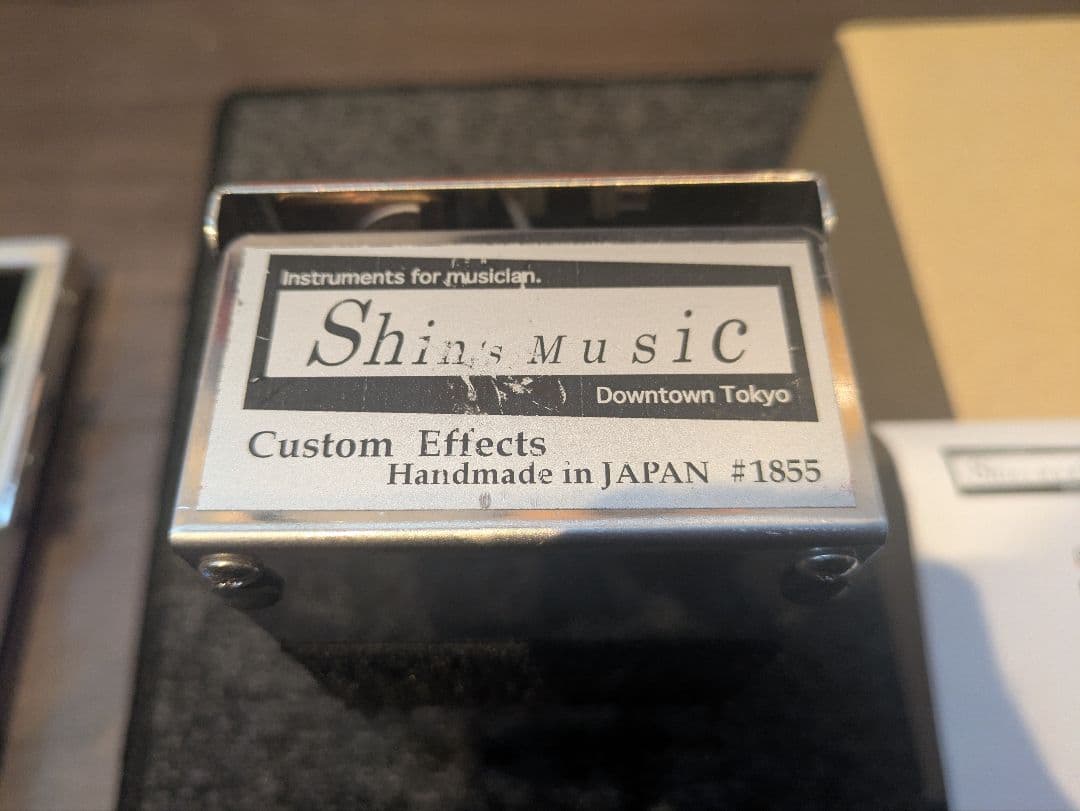 Instruments for musician.
Shin's Music
Downtown Tokyo
Custom Effects
Handmade in JAPAN #1855